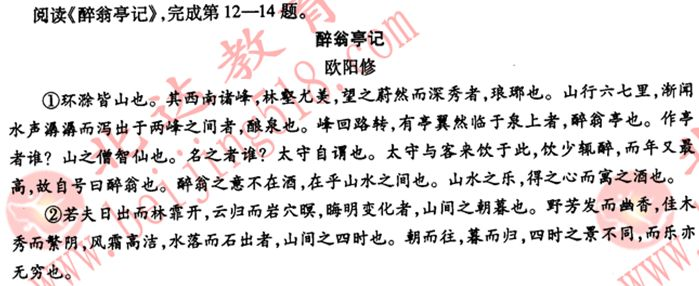 阅读《醉翁亭记》,完成第12—14题。
醉翁亭记
欧阳修
①环滁皆山也。其西南诸峰,林壑尤美,望之蔚然而深秀者,琅琊也。山行六七里,渐闻
水声潺潺而泻出于两峰之间者,酿泉也。峰回路转,有亭翼然临于泉上者,醉翁亭也。作亭
者谁?山之僧智仙也。名之者谁?太守自谓也。太守与客来饮于此,饮少辄醉,而年又最
高,故自号曰醉翁也。醉翁之意不在酒,在乎山水之间也。山水之乐,得之心而寓之酒也。
②若夫日出而林霏开,云归而岩穴暝,晦明变化者,山间之朝暮也。野芳发而幽香,佳木
秀而繁阴,风霜高洁,水落而石出者,山间之四时也。朝而往,暮而归,四时之景不同,而乐亦
无穷也。
北达教育
www.beijing518.com